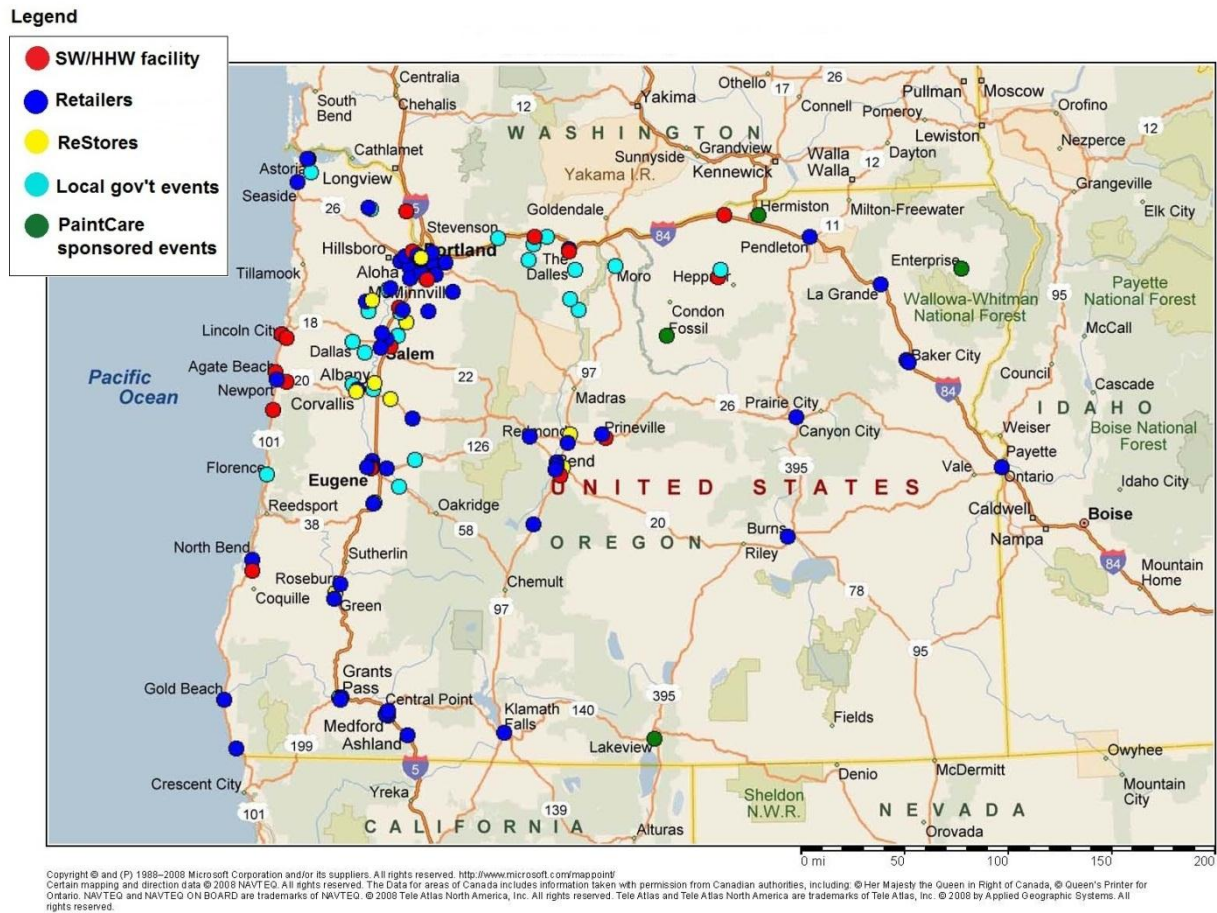 Legend
SW/HHW facility
Retailers
ReStores
Local gov't events
PaintCare
sponsored events
Centralia
Chehalis
South
Bend
12
Yakima
Othello
26
17
Connell
Pullman
Moscow
Pomeroy
Orofino
Lewiston
Nezperce
12
WASHINGTON
Cathlamet
Longview
Sunnyside
Grandview
Yakama I.R.
Kennewick
Walla
Walla
12
Dayton
Grangeville
Astoria
Seaside
26
5
Stevenson
Goldendale
84
Hermiston
11
Milton-Freewater
Elk City
Hillsboro
Portland
Pendleton
Tillamook
Aloha
The
Dalles
Moro
Enterprise
95
Payette
National Forest
La Grande
Wallowa-Whitman
National Forest
Condon
Fossil
McCall
Lincoln City
18
Dallas
Salem
Baker City
Council
Cascade
Agate Beach
20
Albany
22
97
84
Pacific
Ocean
Newport
Corvallis
Madras
26
Prairie City
IDAHO
Weiser
Boise National
Forest
101
126
Prineville
Canyon City
Payette
Florence
Eugene
Bend
395
Vale
Ontario
Idaho City
UNITED STATES
Reedsport
38
Oakridge
58
20
Burns
Caldwell
Boise
North Bend
Sutherlin
OREGON
Riley
Nampa
84
Mountain
Home
Green
Coquille
Chemult
97
78
95
Gold Beach
Grants
Pass
Central Point
Medford
Ashland
Klamath
Falls
140
395
Lakeview
Fields
199
5
Owyhee
Crescent City
Denio
McDermitt
Mountain
City
101
Yreka
139
Sheldon
N.W.R.
NEVADA
CALIFORNIA
Alturas
Orovada
0 mi 50 100 150 200
Copyright © and (P) 1988–2008 Microsoft Corporation and/or its suppliers. All rights reserved. http://www.microsoft.com/mappoint/
Certain mapping and direction data © 2008 NAVTEQ. All rights reserved. The Data for areas of Canada includes information taken with permission from Canadian authorities, including: © Her Majesty the Queen in Right of Canada, © Queen's Printer for
Ontario. NAVTEQ and NAVTEQ ON BOARD are trademarks of NAVTEQ. © 2008 Tele Atlas North America, Inc. All rights reserved. Tele Atlas and Tele Atlas North America are trademarks of Tele Atlas, Inc. © 2008 by Applied Geographic Systems. All
rights reserved.